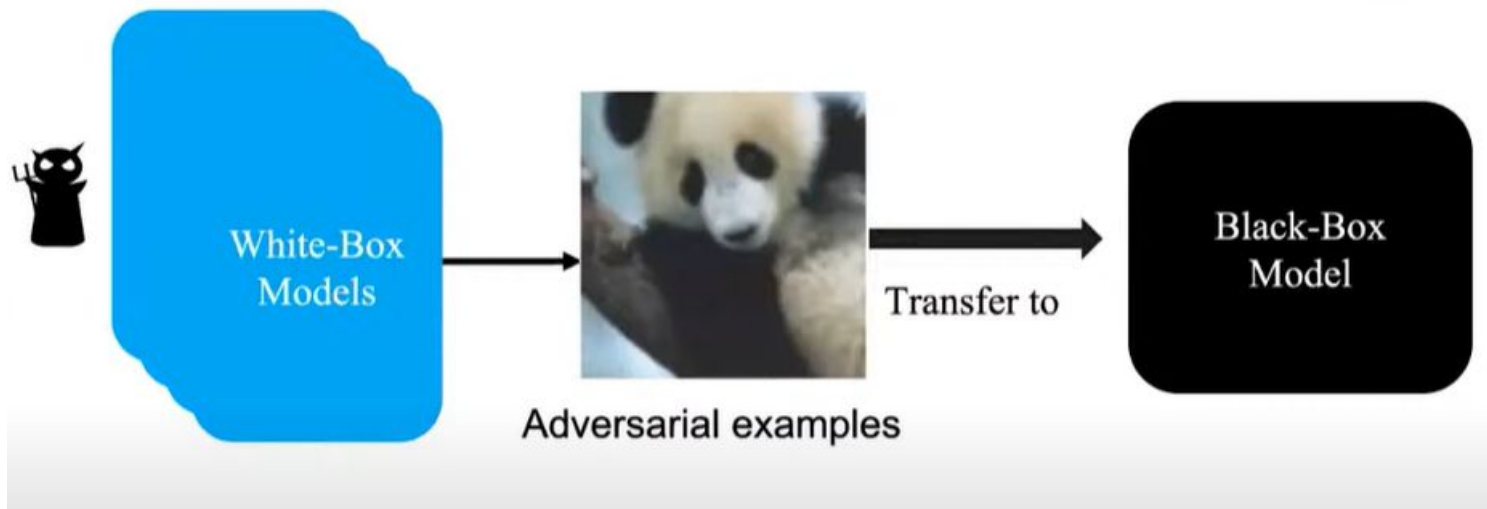 White-Box
Models
Adversarial examples
Transfer to
Black-Box
Model